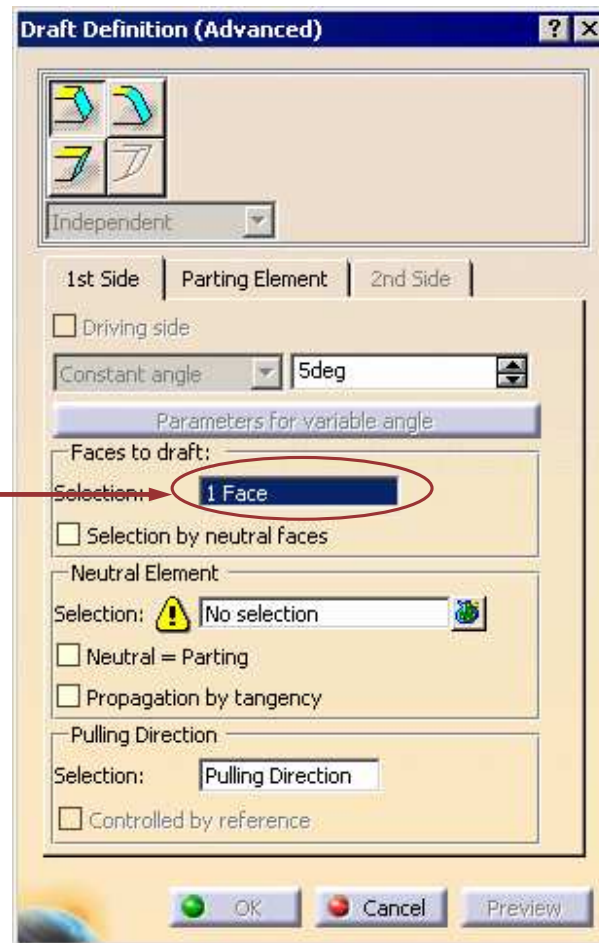 Draft Definition (Advanced)
Independent
1st Side Parting Element 2nd Side
Driving side
Constant angle 5deg
Parameters for variable angle
Faces to draft:
Selection: 1 Face
Selection by neutral faces
Neutral Element
Selection: No selection
Neutral = Parting
Propagation by tangency
Pulling Direction
Selection: Pulling Direction
Controlled by reference
OK Cancel Preview